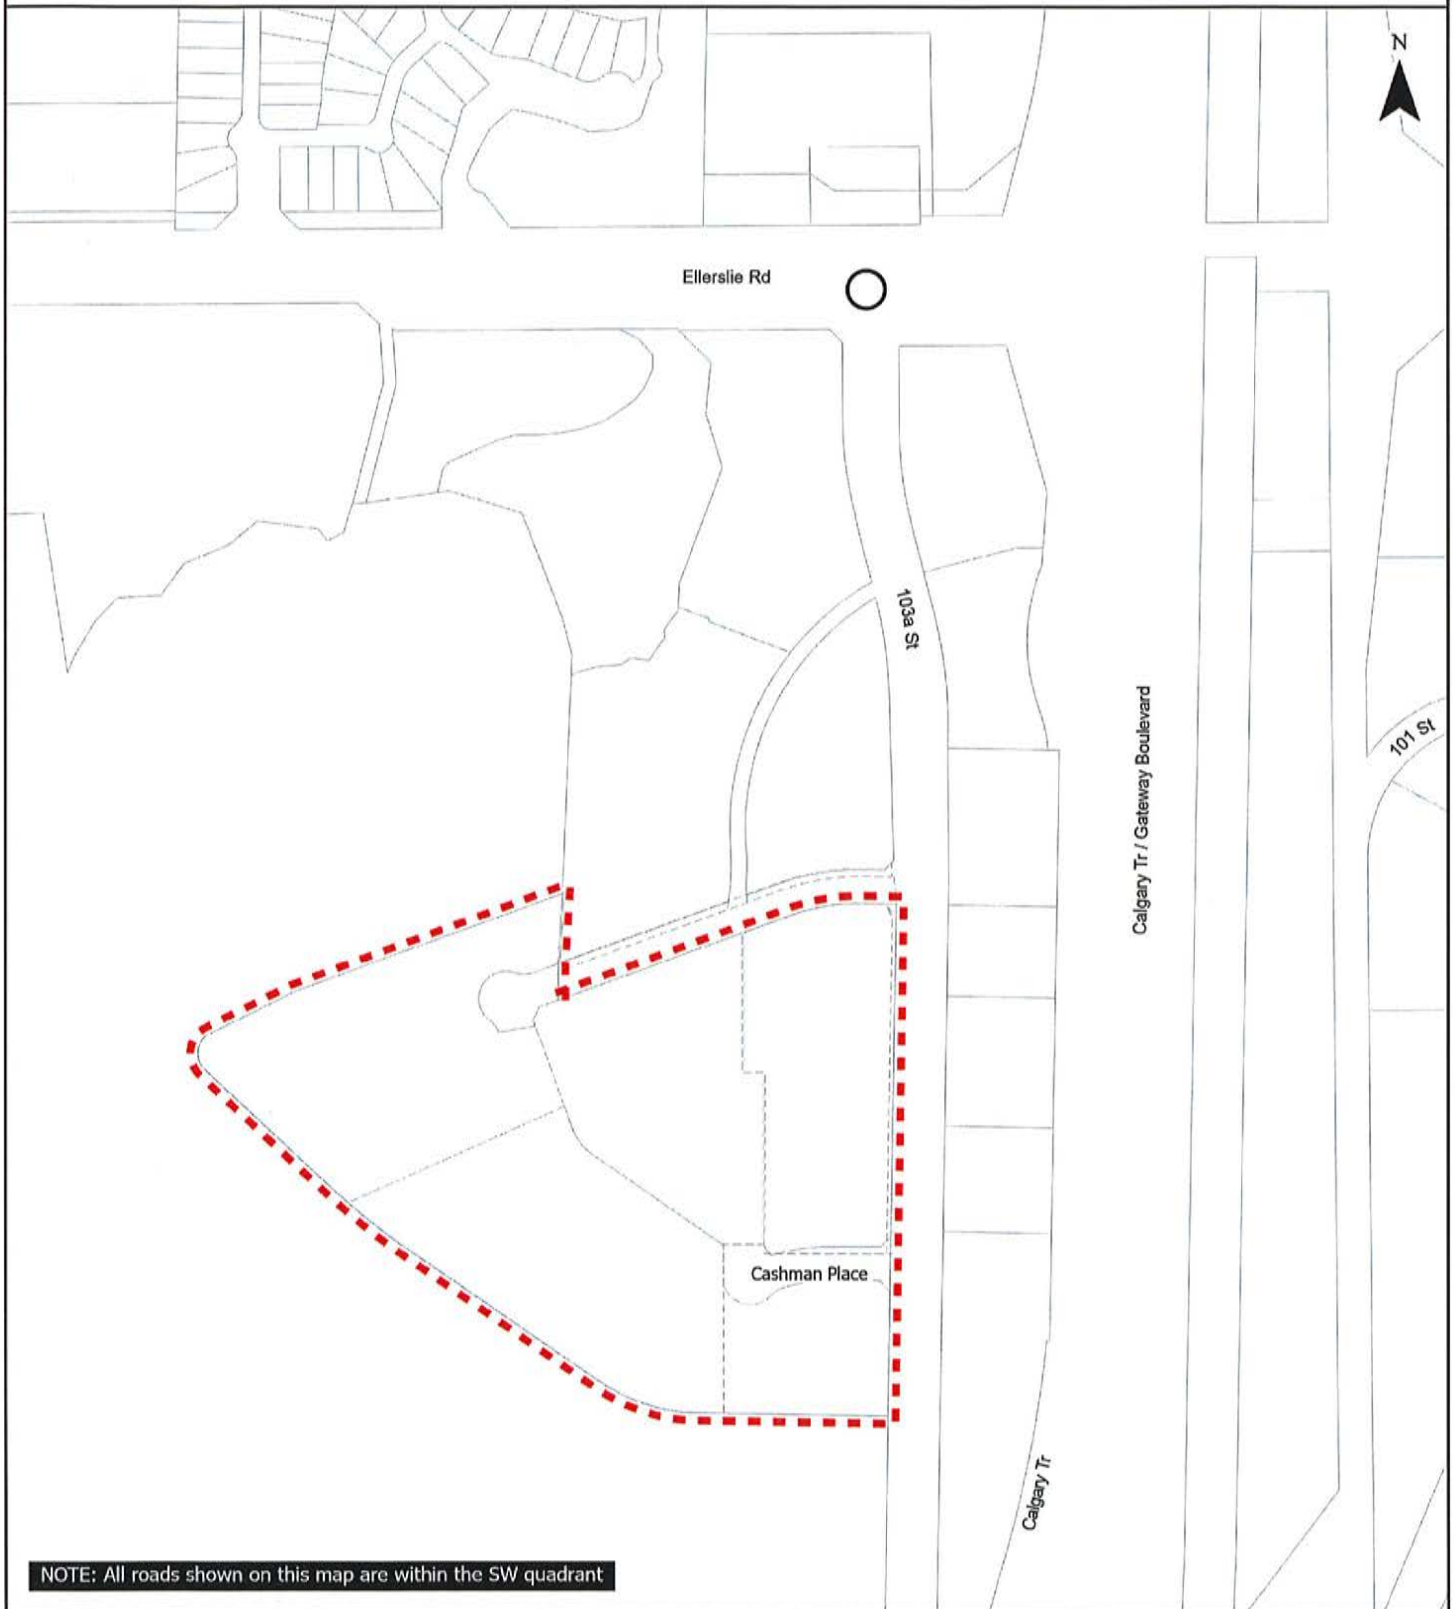 N
Ellerslie Rd
103a St
Calgary Tr / Gateway Boulevard
101 St
Cashman Place
Calgary Tr
NOTE: All roads shown on this map are within the SW quadrant